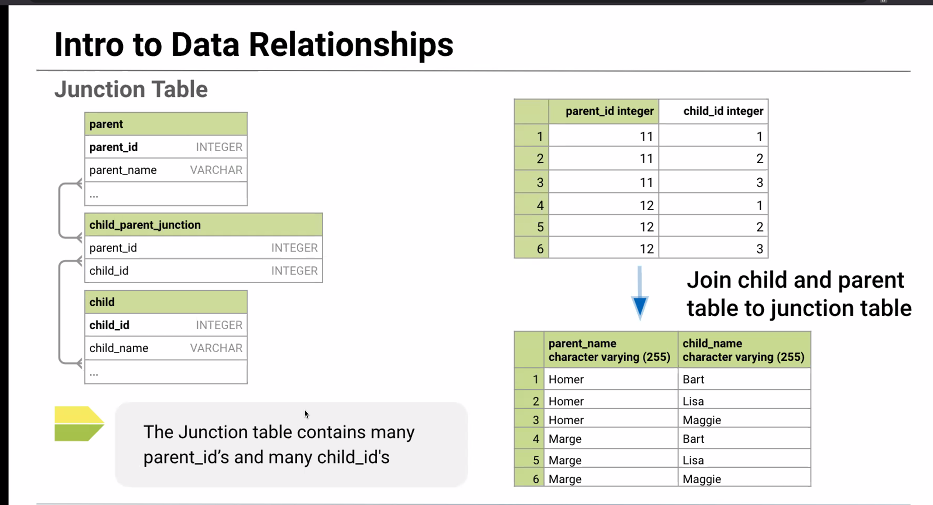 Intro to Data Relationships
Junction Table
parent
parent_id INTEGER
parent_name VARCHAR
...
child_parent_junction
parent_id INTEGER
child_id INTEGER
child
child_id INTEGER
child_name VARCHAR
...
The Junction table contains many
parent_id’s and many child_id's
parent_id integer child_id integer
1 11 1
2 11 2
3 11 3
4 12 1
5 12 2
6 12 3
Join child and parent
table to junction table
parent_name child_name
character varying (255) character varying (255)
1 Homer Bart
2 Homer Lisa
3 Homer Maggie
4 Marge Bart
5 Marge Lisa
6 Marge Maggie